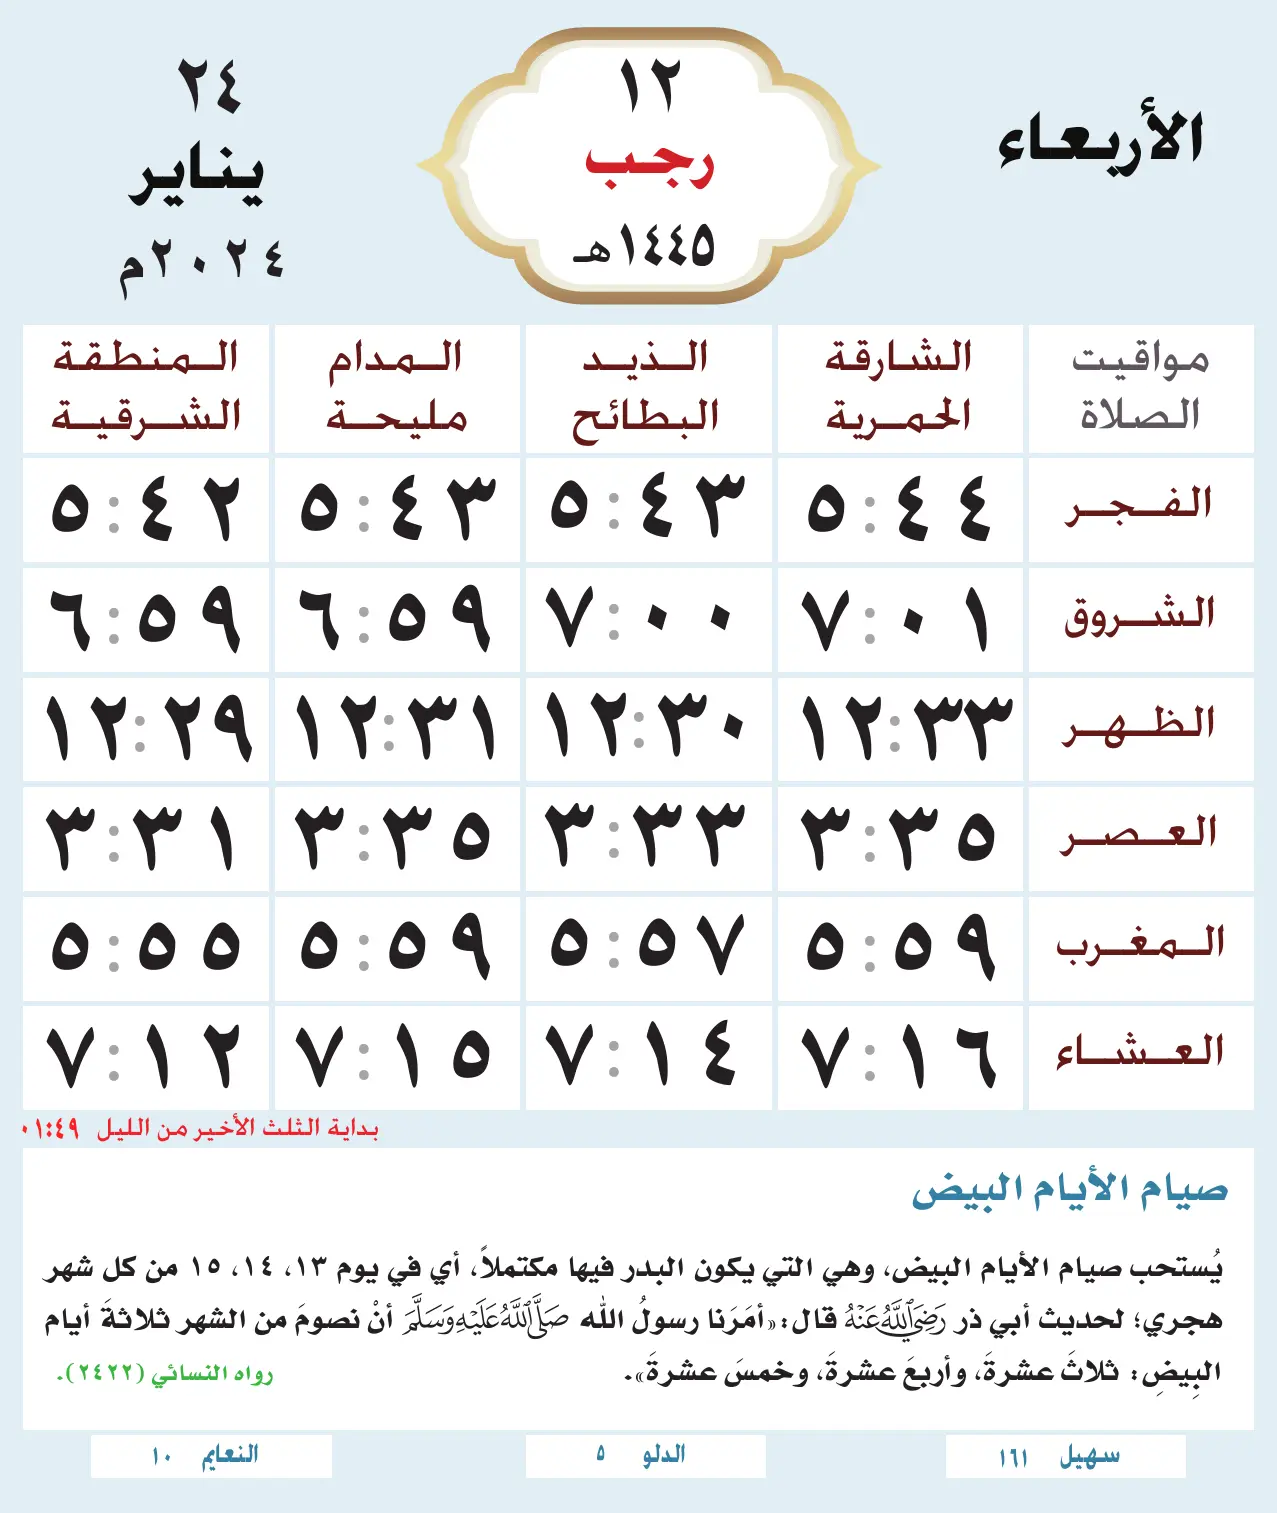 الأربعاء
١٢
رجب
١٤٤٥هـ
٢٤
يناير
٢٠٢٤م
مواقيت الصلاة
الشارقة الحمرية
الذيد البطائح
المدام مليحة
المنطقة الشرقية
الفجر ٥:٤٤ ٥:٤٣ ٥:٤٣ ٥:٤٢
الشروق ٧:٠١ ٧:٠٠ ٦:٥٩ ٦:٥٩
الظهر ١٢:٣٣ ١٢:٣٠ ١٢:٣١ ١٢:٢٩
العصر ٣:٣٥ ٣:٣٣ ٣:٣٥ ٣:٣١
المغرب ٥:٥٩ ٥:٥٧ ٥:٥٩ ٥:٥٥
العشاء ٧:١٦ ٧:١٤ ٧:١٥ ٧:١٢
بداية الثلث الأخير من الليل ٠١:٤٩
صيام الأيام البيض
يُستحب صيام الأيام البيض، وهي التي يكون البدر فيها مكتملاً، أي في يوم ١٣، ١٤، ١٥ من كل شهر
هجري؛ لحديث أبي ذر رَضِيَ اللَّهُ عَنْهُ قال: «أمَرَنا رسولُ الله صَلَّى اللَّهُ عَلَيْهِ وَسَلَّمَ أنْ نصومَ من الشهر ثلاثةَ أيام
البِيضِ: ثلاثَ عشرةَ، وأربعَ عشرةَ، وخمسَ عشرةَ». رواه النسائي (٢٤٢٢).
سهيل ١٦١
الدلو ٥
النعايم ١٠